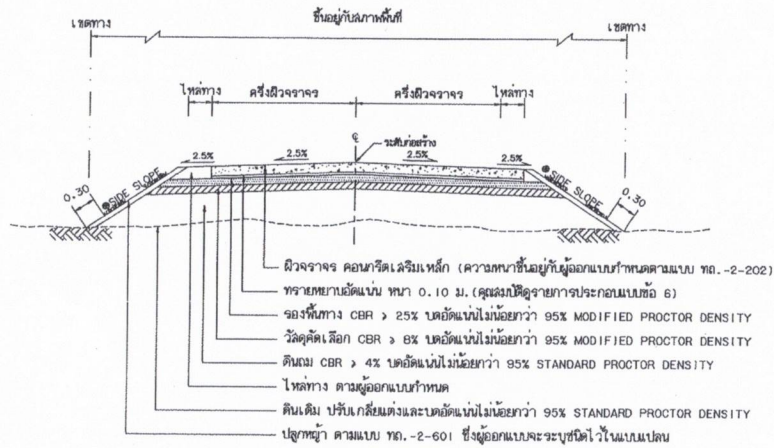 ขึ้นอยู่กับสภาพพื้นที่
เขตทาง
เขตทาง
ไหล่ทาง
ครึ่งผิวจราจร
ครึ่งผิวจราจร
ไหล่ทาง
℄
ระดับก่อสร้าง
2.5%
2.5%
2.5%
2.5%
0.30
SIDE SLOPE
SIDE SLOPE
0.30
ผิวจราจร คอนกรีตเสริมเหล็ก (ความหนาขึ้นอยู่กับผู้ออกแบบกำหนดตามแบบ ทถ.-2-202)
ทรายหยาบอัดแน่น หนา 0.10 ม.(คุณสมบัติดูรายการประกอบแบบข้อ 6)
รองพื้นทาง CBR > 25% บดอัดแน่นไม่น้อยกว่า 95% MODIFIED PROCTOR DENSITY
วัสดุคัดเลือก CBR > 8% บดอัดแน่นไม่น้อยกว่า 95% MODIFIED PROCTOR DENSITY
ดินถม CBR > 4% บดอัดแน่นไม่น้อยกว่า 95% STANDARD PROCTOR DENSITY
ไหล่ทาง ตามผู้ออกแบบกำหนด
ดินเดิม ปรับเกลี่ยแต่งและบดอัดแน่นไม่น้อยกว่า 95% STANDARD PROCTOR DENSITY
ปลูกหญ้า ตามแบบ ทถ.-2-601 ซึ่งผู้ออกแบบจะระบุชนิดไว้ในแบบแปลน